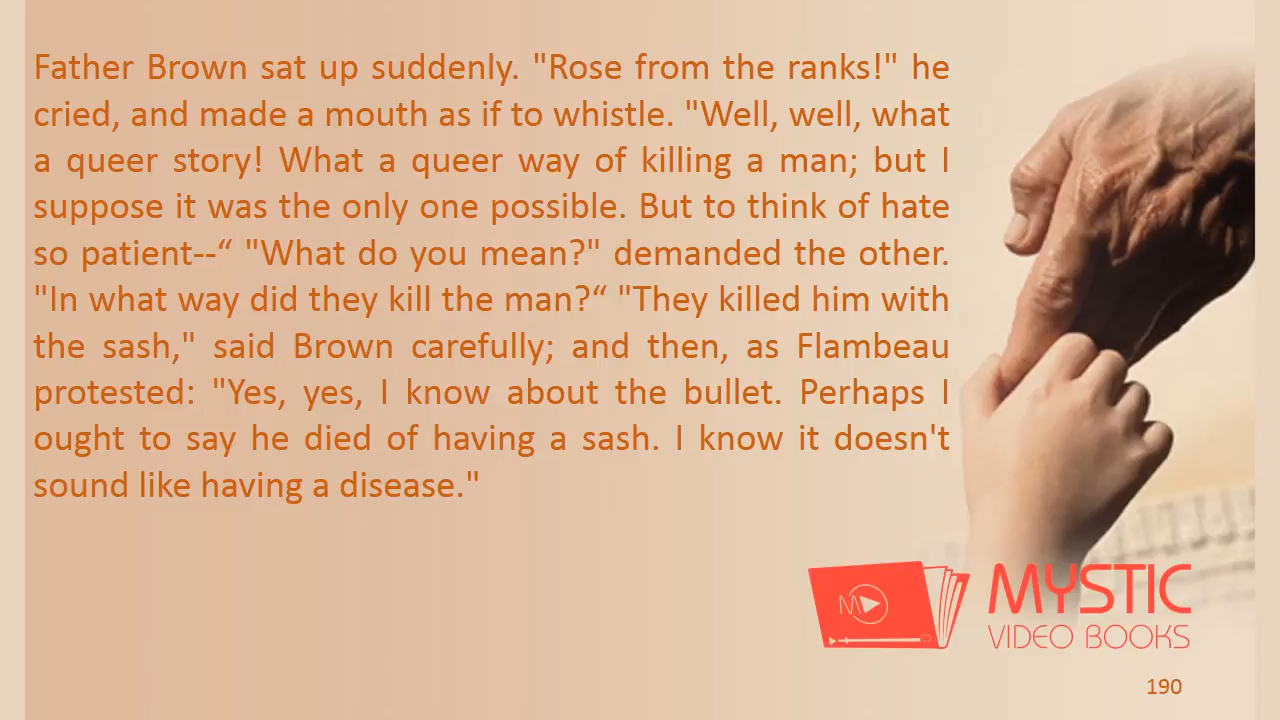 Father Brown sat up suddenly. "Rose from the ranks!" he
cried, and made a mouth as if to whistle. "Well, well, what
a queer story! What a queer way of killing a man; but I
suppose it was the only one possible. But to think of hate
so patient--“ "What do you mean?" demanded the other.
"In what way did they kill the man?“ "They killed him with
the sash," said Brown carefully; and then, as Flambeau
protested: "Yes, yes, I know about the bullet. Perhaps I
ought to say he died of having a sash. I know it doesn't
sound like having a disease."
M
MYSTIC
VIDEO BOOKS
190